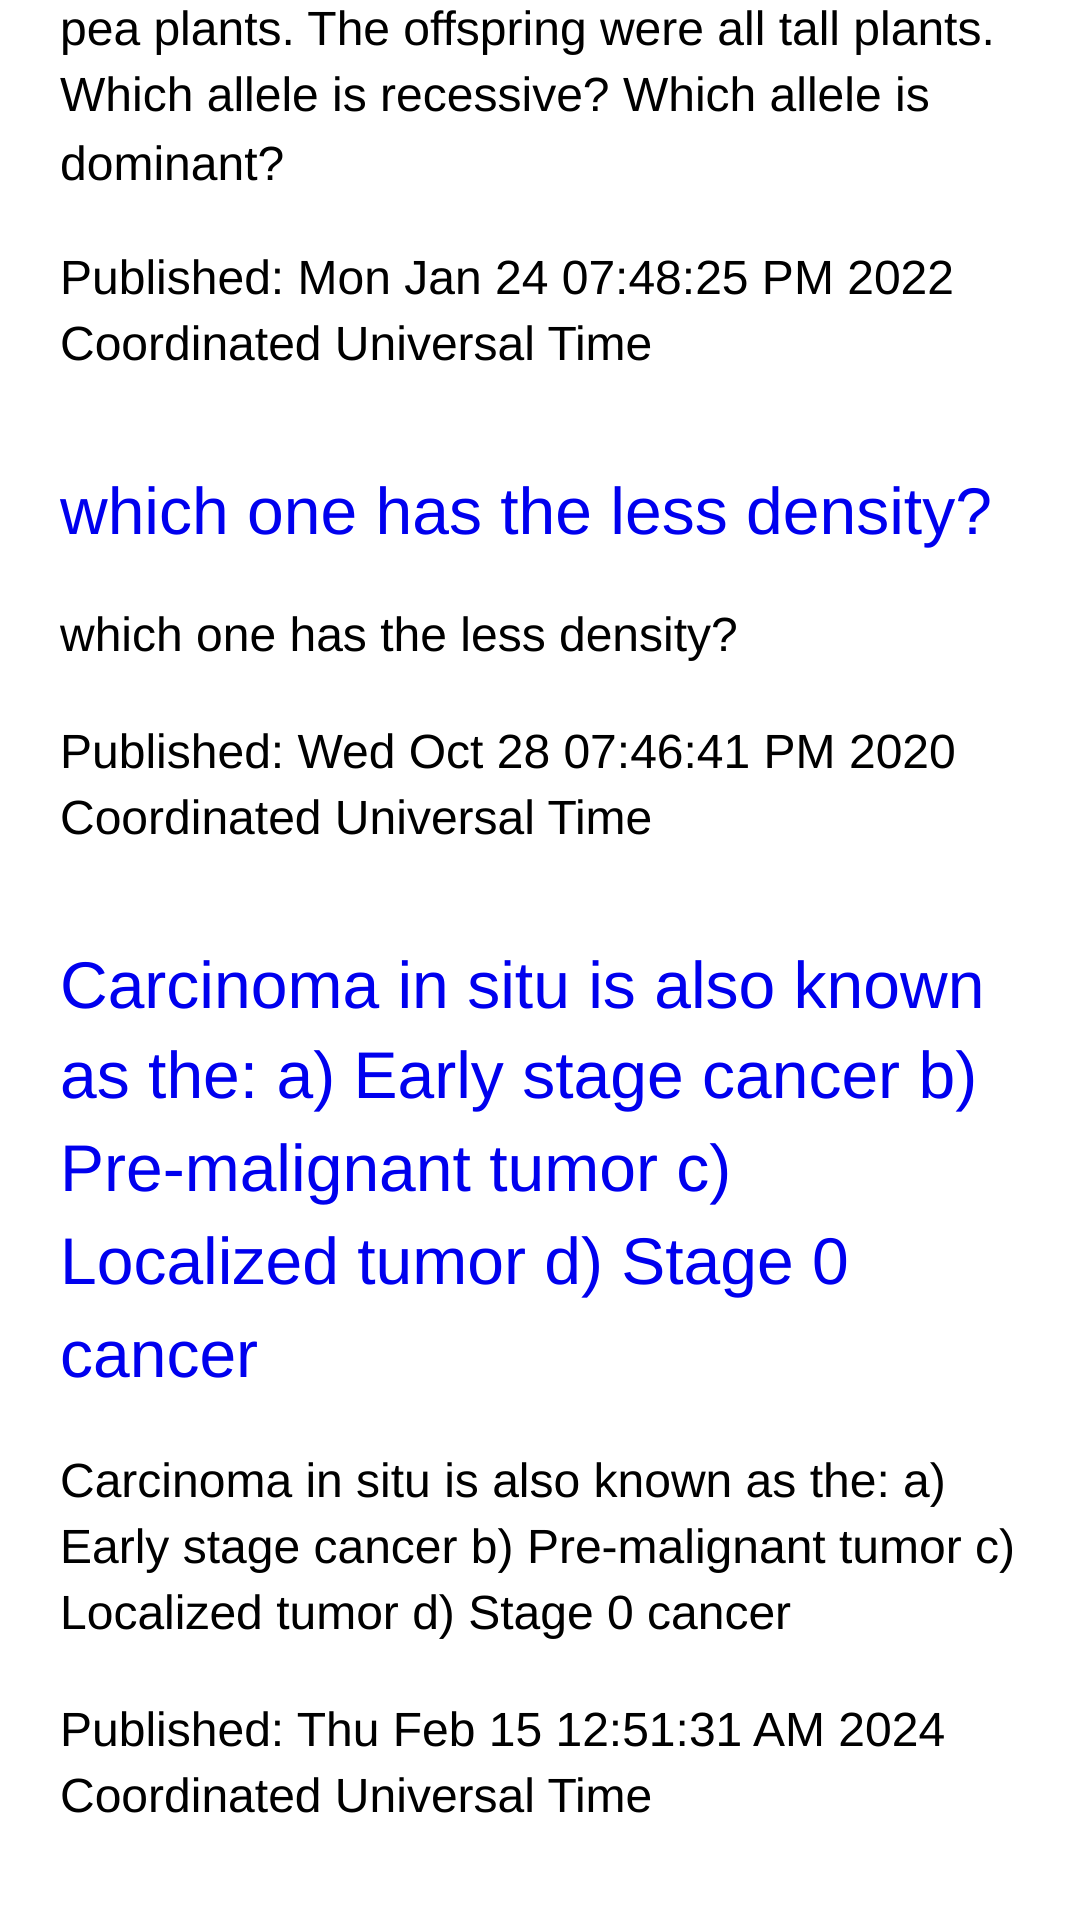 pea plants. The offspring were all tall plants.
Which allele is recessive? Which allele is
dominant?
Published: Mon Jan 24 07:48:25 PM 2022
Coordinated Universal Time
which one has the less density?
which one has the less density?
Published: Wed Oct 28 07:46:41 PM 2020
Coordinated Universal Time
Carcinoma in situ is also known
as the: a) Early stage cancer b)
Pre-malignant tumor c)
Localized tumor d) Stage 0
cancer
Carcinoma in situ is also known as the: a)
Early stage cancer b) Pre-malignant tumor c)
Localized tumor d) Stage 0 cancer
Published: Thu Feb 15 12:51:31 AM 2024
Coordinated Universal Time